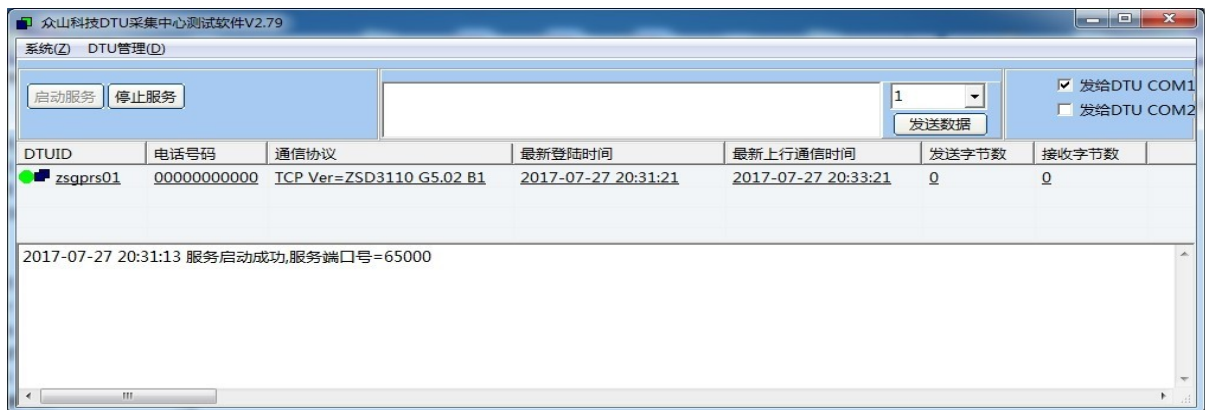 众山科技DTU采集中心测试软件V2.79
系统(Z) DTU管理(D)
启动服务 停止服务 1 发送数据 发给DTU COM1
发给DTU COM2
DTUID 电话号码 通信协议 最新登陆时间 最新上行通信时间 发送字节数 接收字节数
zsgprs01 00000000000 TCP Ver=ZSD3110 G5.02 B1 2017-07-27 20:31:21 2017-07-27 20:33:21 0 0
2017-07-27 20:31:13 服务启动成功,服务端口号=65000